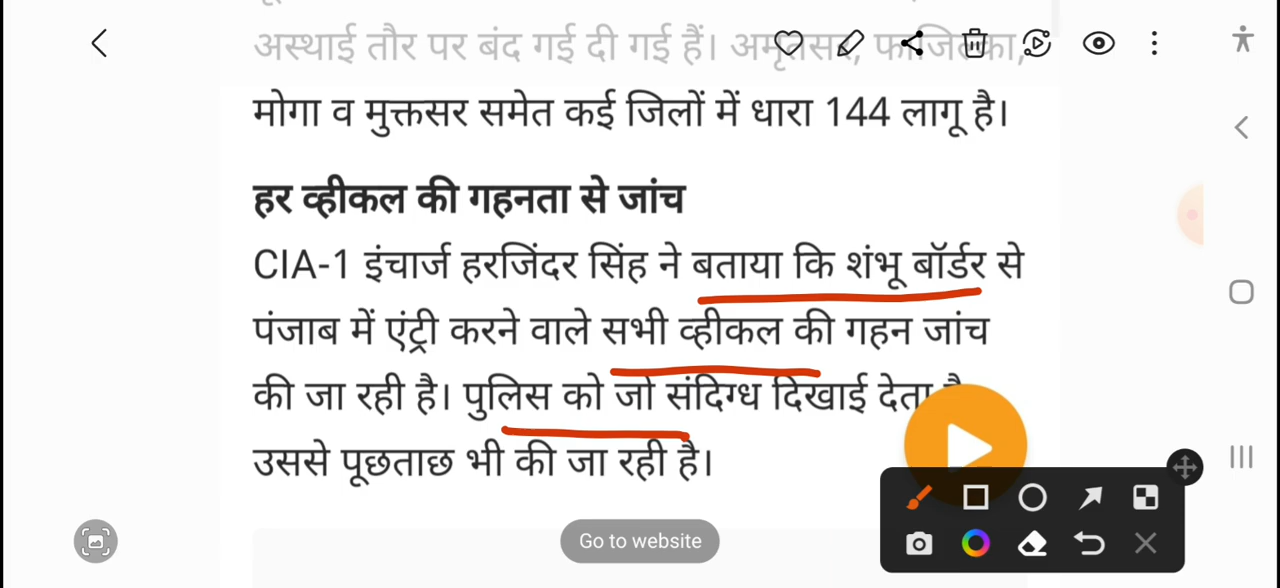 अस्थाई तौर पर बंद गई दी गई हैं। अमृतसर, फाजिल्का,
मोगा व मुक्तसर समेत कई जिलों में धारा 144 लागू है।
हर व्हीकल की गहनता से जांच
CIA-1 इंचार्ज हरजिंदर सिंह ने बताया कि शंभू बॉर्डर से
पंजाब में एंट्री करने वाले सभी व्हीकल की गहन जांच
की जा रही है। पुलिस को जो संदिग्ध दिखाई देता है
उससे पूछताछ भी की जा रही है।
Go to website